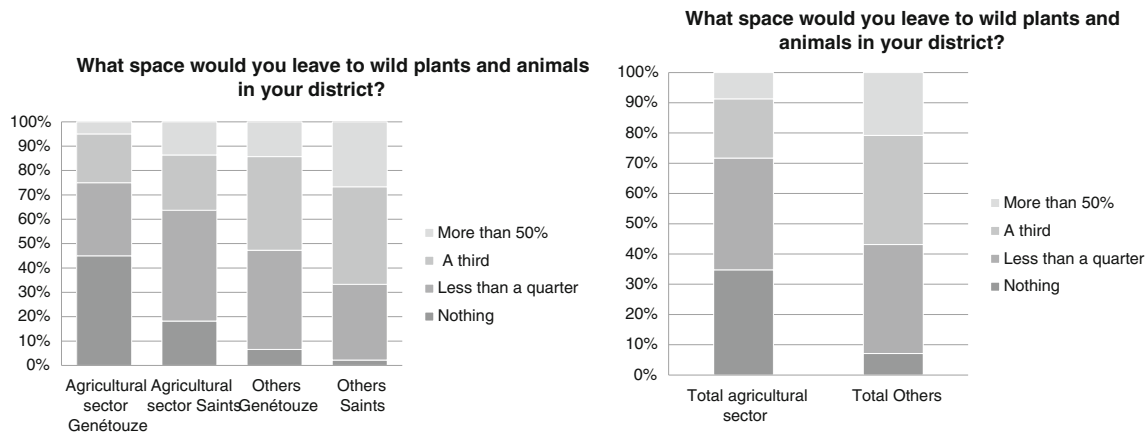 What space would you leave to wild plants and animals
in your district?
100%
90%
80%
70%
60%
50%
40%
30%
20%
10%
0%
Agricultural
sector
Genétouze
Agricultural
sector Saints
Others
Genétouze
Others
Saints
More than 50%
A third
Less than a quarter
Nothing
What space would you leave to wild plants and
animals in your district?
100%
90%
80%
70%
60%
50%
40%
30%
20%
10%
0%
Total agricultural
sector
Total Others
More than 50%
A third
Less than a quarter
Nothing